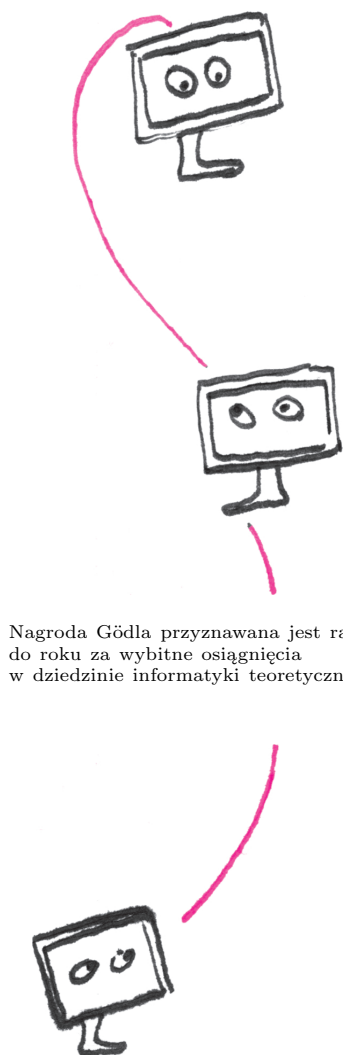 Nagroda Gödla przyznawana jest
do roku za wybitne osiągnięcia
w dziedzinie informatyki